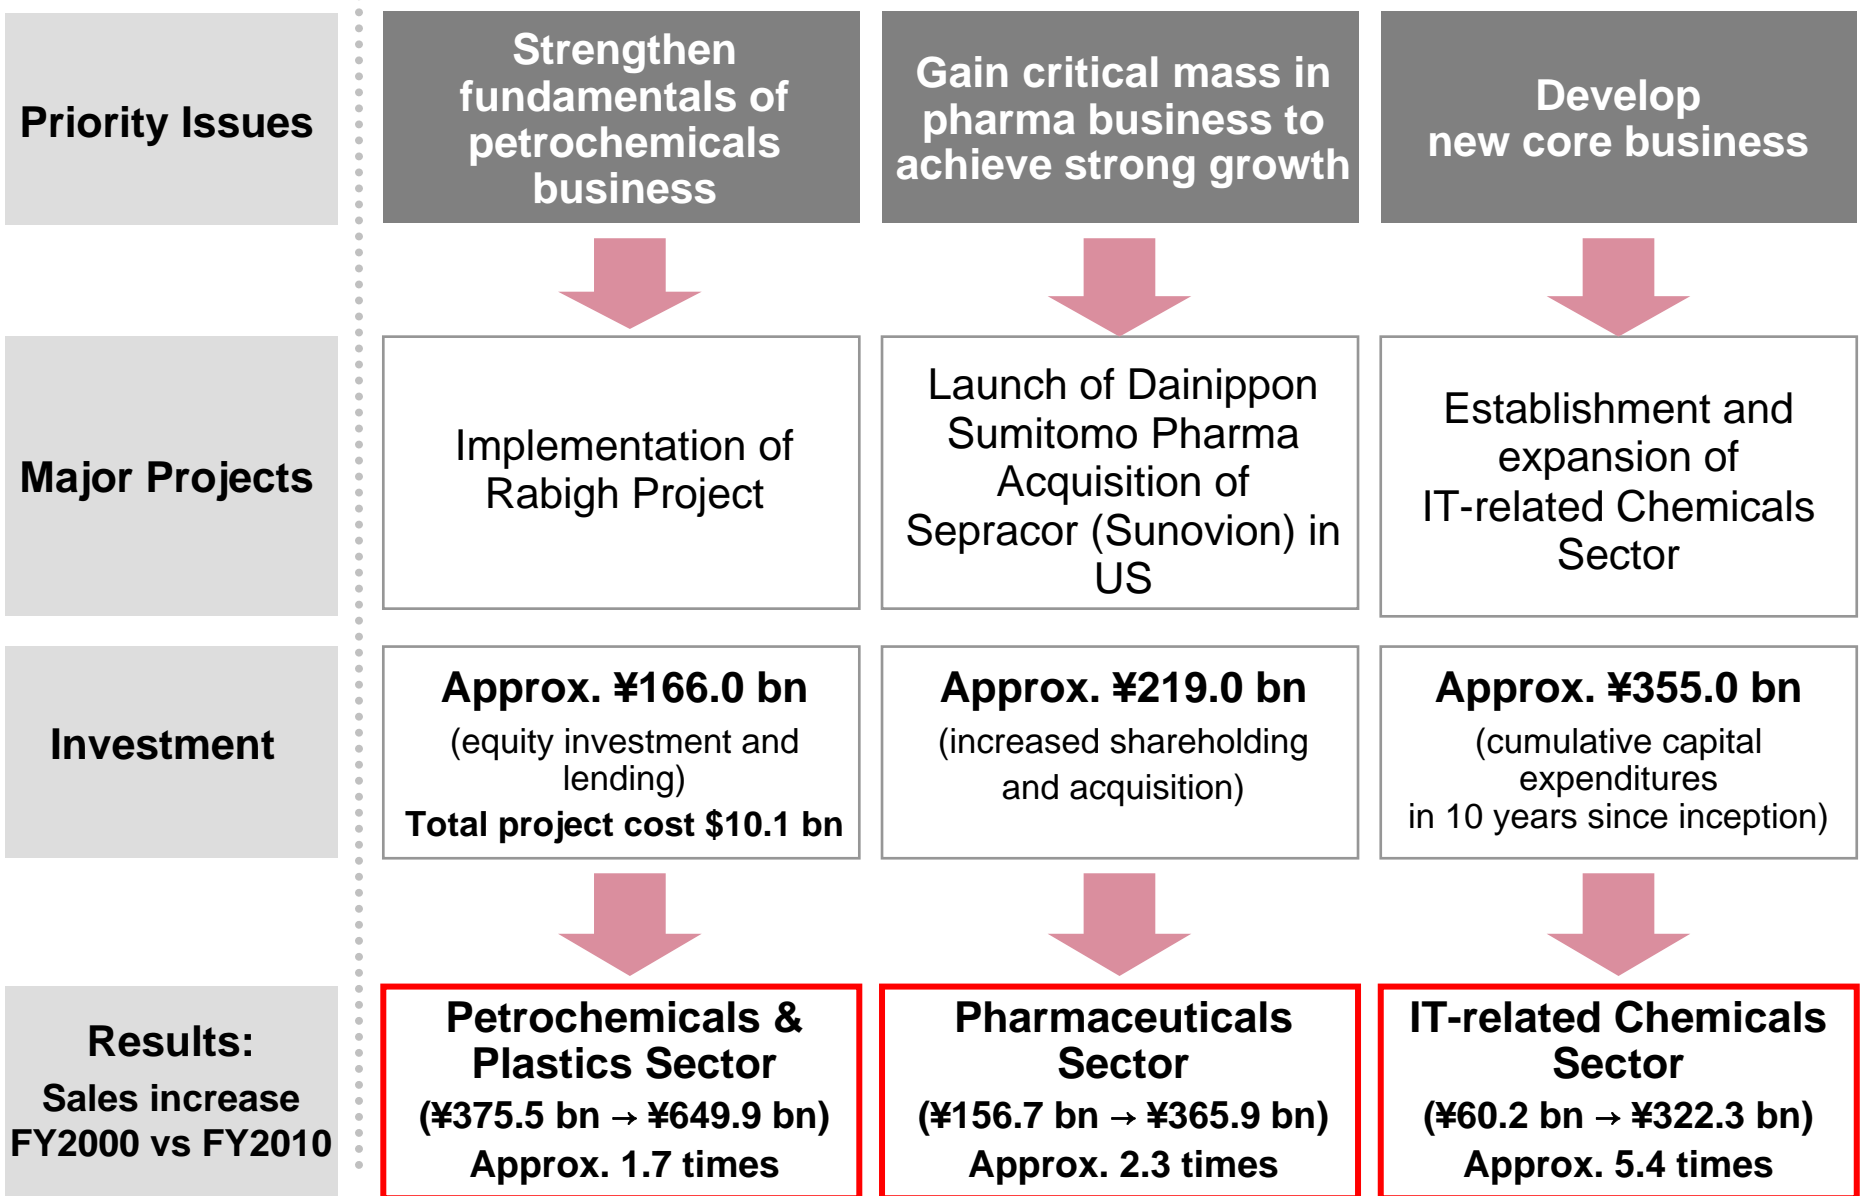 Priority Issues
Strengthen
fundamentals of
petrochemicals
business
Gain critical mass in
pharma business to
achieve strong growth
Develop
new core business
Major Projects
Implementation of
Rabigh Project
Launch of Dainippon
Sumitomo Pharma
Acquisition of
Sepracor (Sunovion) in
US
Establishment and
expansion of
IT-related Chemicals
Sector
Investment
Approx. ¥166.0 bn
(equity investment and
lending)
Total project cost $10.1 bn
Approx. ¥219.0 bn
(increased shareholding
and acquisition)
Approx. ¥355.0 bn
(cumulative capital
expenditures
in 10 years since inception)
Results:
Sales increase
FY2000 vs FY2010
Petrochemicals &
Plastics Sector
(¥375.5 bn → ¥649.9 bn)
Approx. 1.7 times
Pharmaceuticals
Sector
(¥156.7 bn → ¥365.9 bn)
Approx. 2.3 times
IT-related Chemicals
Sector
(¥60.2 bn → ¥322.3 bn)
Approx. 5.4 times